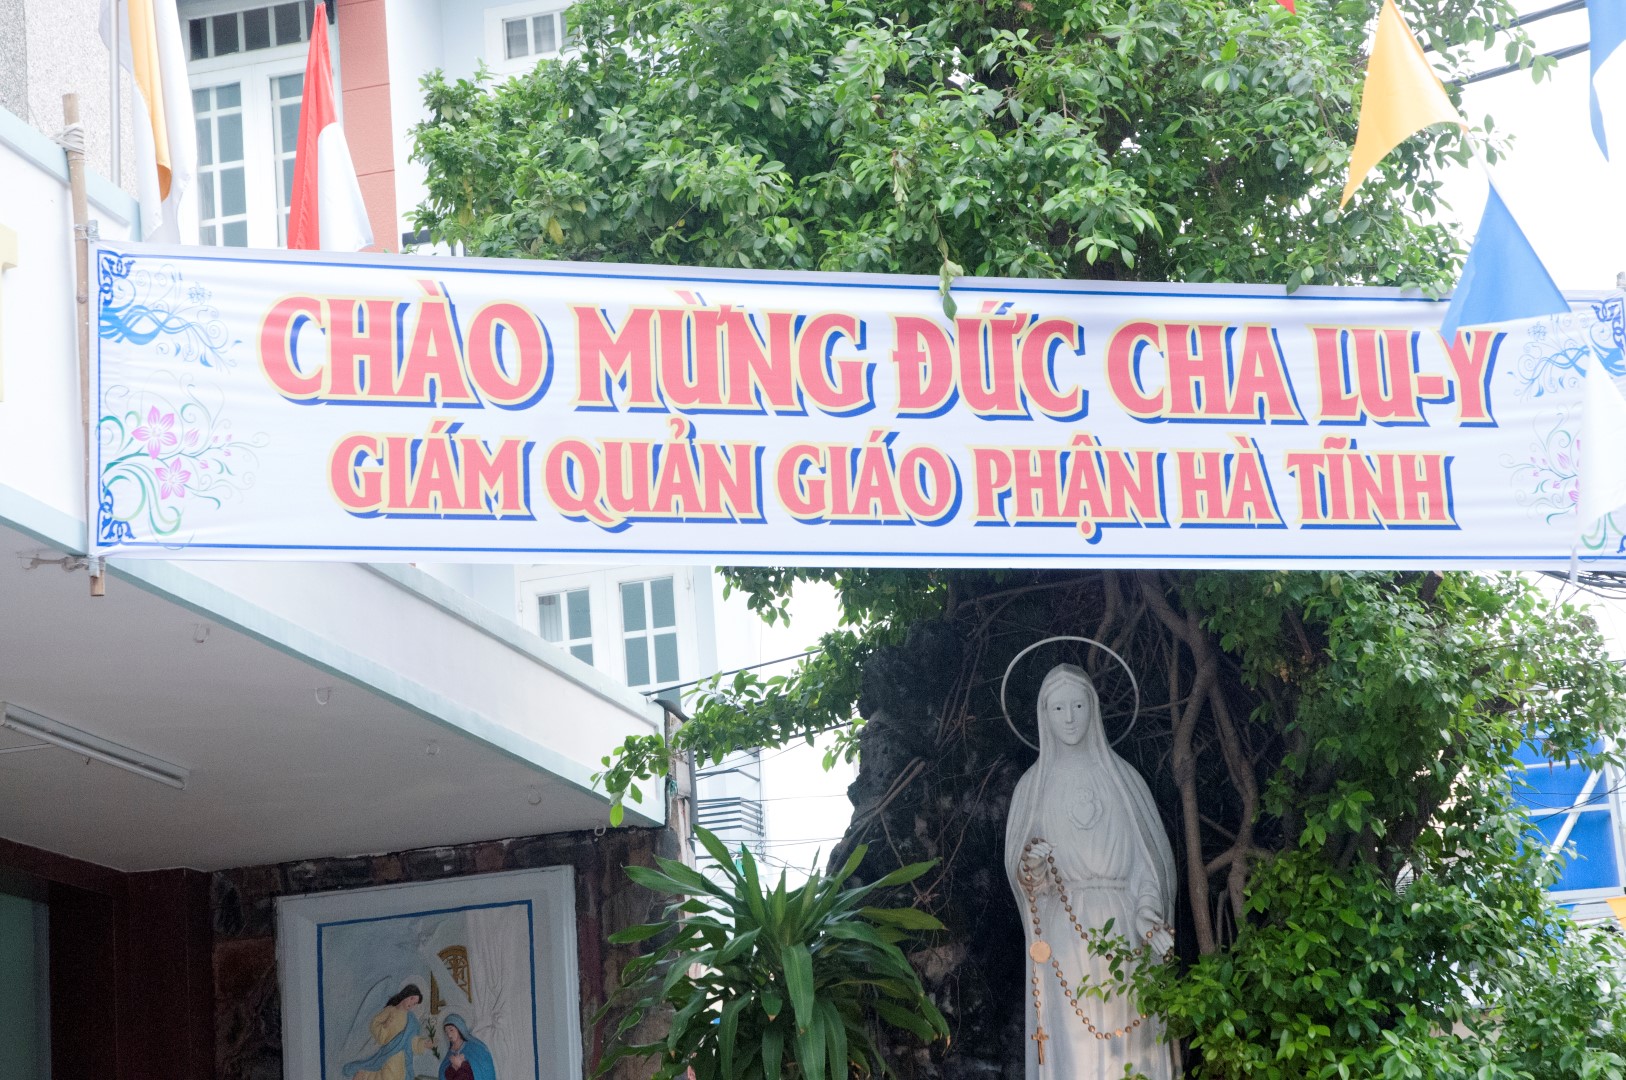 CHÀO MỪNG ĐỨC CHA LU-Y
GIÁM QUẢN GIÁO PHẬN HÀ TĨNH